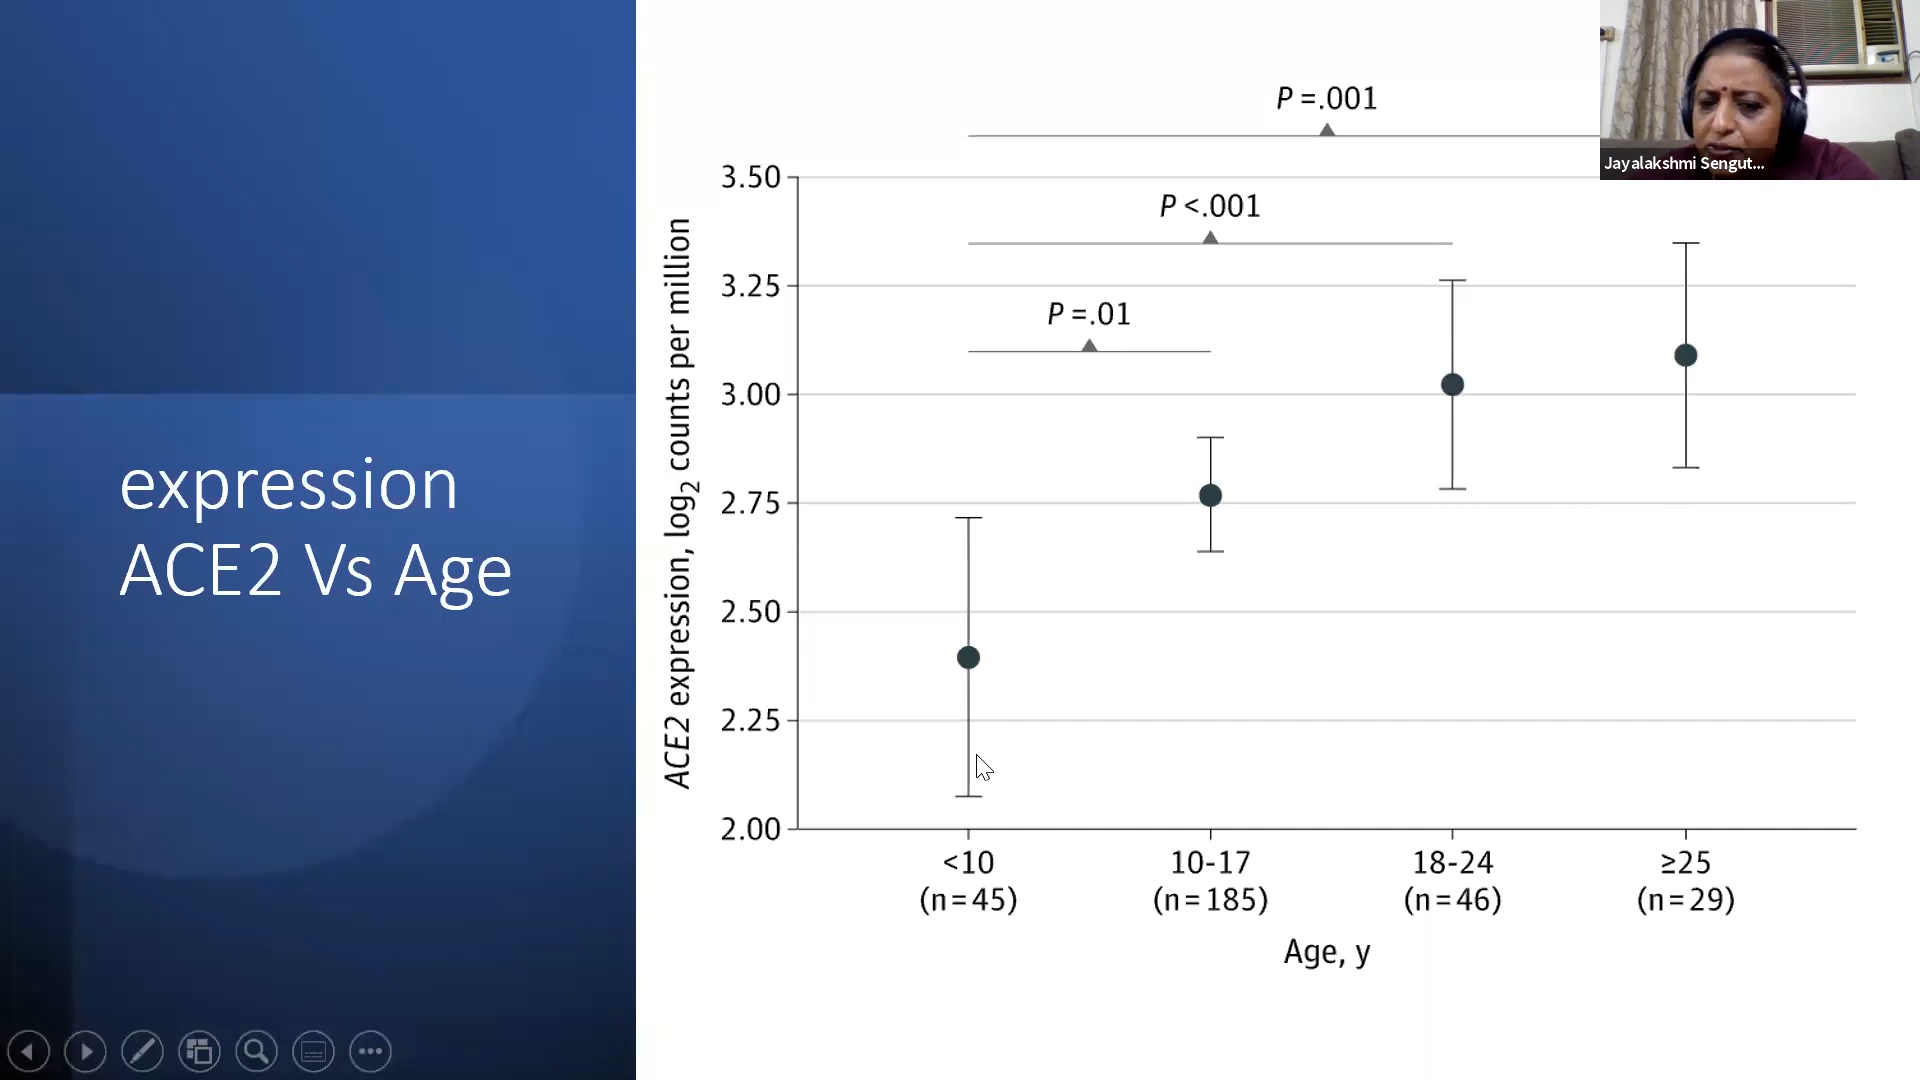 expression
ACE2 Vs Age
P =.001
Jayalakshmi Sengut...
3.50
P <.001
3.25
P =.01
3.00
2.75
2.50
2.25
2.00
ACE2 expression, log2 counts per million
<10
(n=45)
10-17
(n=185)
18-24
(n=46)
≥25
(n=29)
Age, y